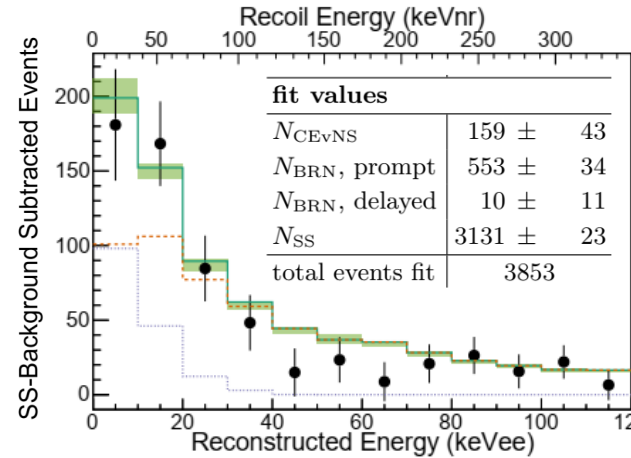 Recoil Energy (keVnr)
0 50 100 150 200 250 300
SS-Background Subtracted Events
200
150
100
50
0
fit values
N_CEvNS 159 ± 43
N_BRN, prompt 553 ± 34
N_BRN, delayed 10 ± 11
N_SS 3131 ± 23
total events fit 3853
0 20 40 60 80 100 120
Reconstructed Energy (keVee)